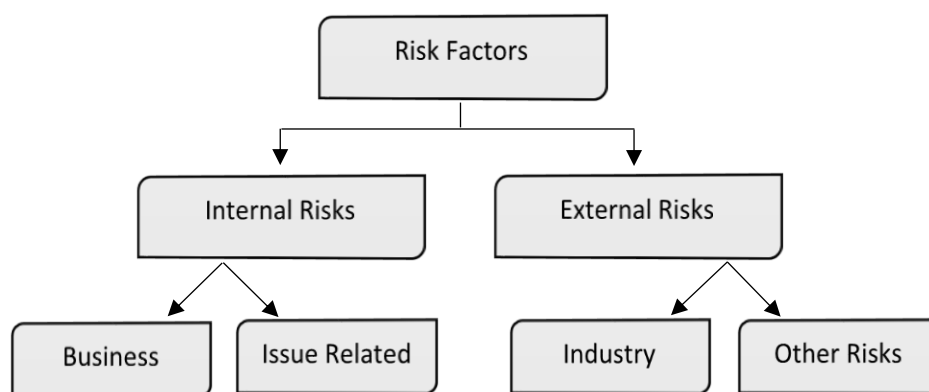 Risk Factors
Internal Risks
External Risks
Business
Issue Related
Industry
Other Risks